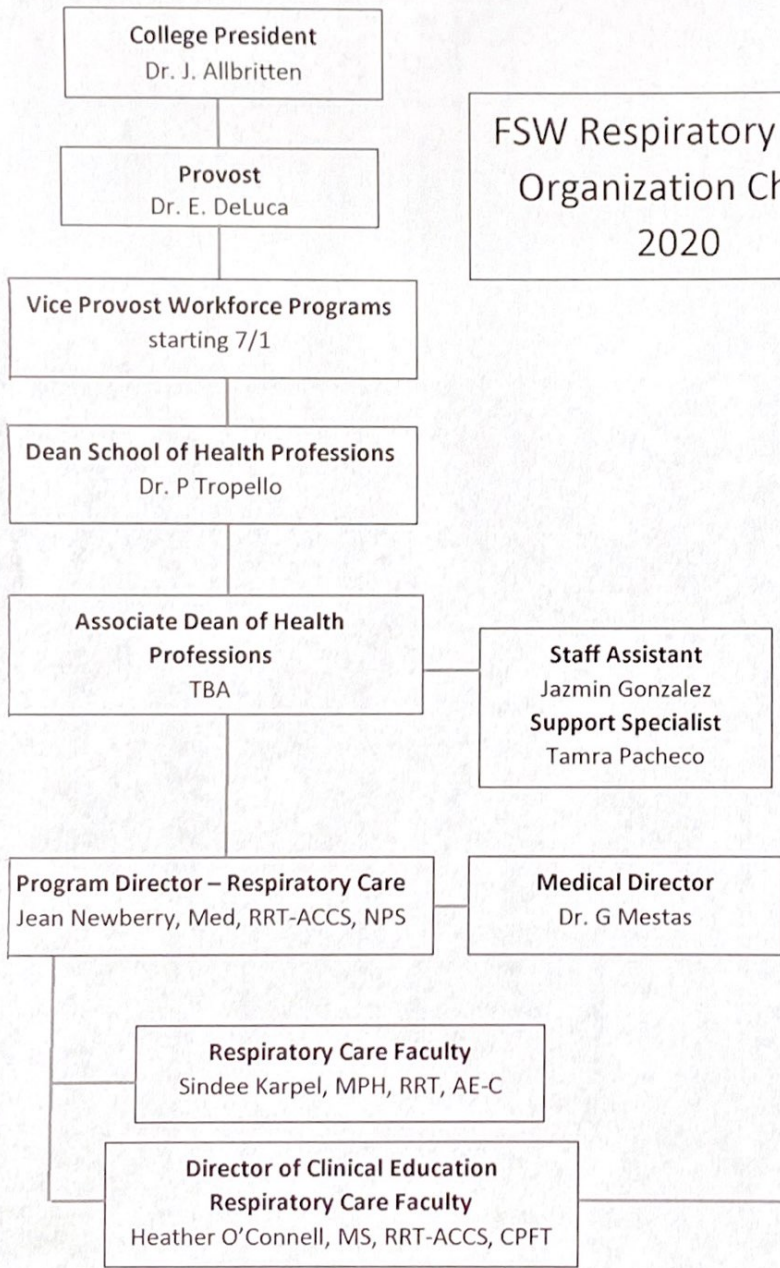 College President
Dr. J. Allbritten
Provost
Dr. E. DeLuca
FSW Respiratory
Organization Ch
2020
Vice Provost Workforce Programs
starting 7/1
Dean School of Health Professions
Dr. P Tropello
Associate Dean of Health
Professions
TBA
Staff Assistant
Jazmin Gonzalez
Support Specialist
Tamra Pacheco
Program Director – Respiratory Care
Jean Newberry, Med, RRT-ACCS, NPS
Medical Director
Dr. G Mestas
Respiratory Care Faculty
Sindee Karpel, MPH, RRT, AE-C
Director of Clinical Education
Respiratory Care Faculty
Heather O'Connell, MS, RRT-ACCS, CPFT